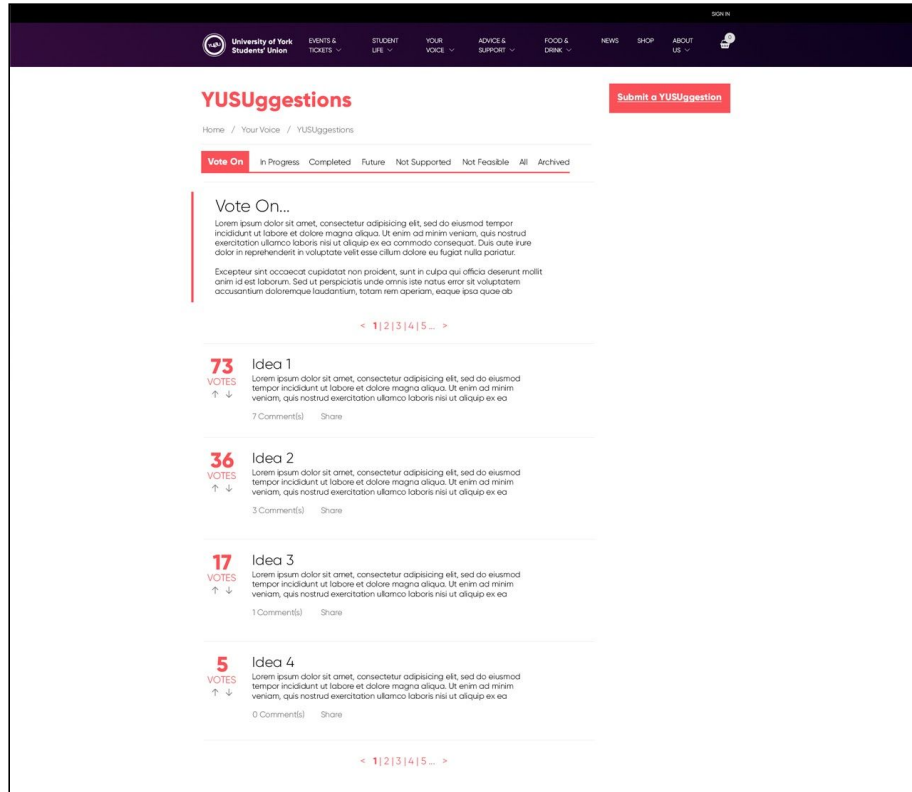 SIGN IN
YUSU
University of York
Students' Union
EVENTS &
TICKETS
STUDENT
LIFE
YOUR
VOICE
ADVICE &
SUPPORT
FOOD &
DRINK
NEWS
SHOP
ABOUT
US
0
YUSUggestions
Submit a YUSUggestion
Home / Your Voice / YUSUggestions
Vote On In Progress Completed Future Not Supported Not Feasible All Archived
Vote On...
Lorem ipsum dolor sit amet, consectetur adipisicing elit, sed do eiusmod tempor
incididunt ut labore et dolore magna aliqua. Ut enim ad minim veniam, quis nostrud
exercitation ullamco laboris nisi ut aliquip ex ea commodo consequat. Duis aute irure
dolor in reprehenderit in voluptate velit esse cillum dolore eu fugiat nulla pariatur.
Excepteur sint occaecat cupidatat non proident, sunt in culpa qui officia deserunt mollit
anim id est laborum. Sed ut perspiciatis unde omnis iste natus error sit voluptatem
accusantium doloremque laudantium, totam rem aperiam, eaque ipsa quae ab
< 1 | 2 | 3 | 4 | 5 ... >
73
VOTES
Idea 1
Lorem ipsum dolor sit amet, consectetur adipisicing elit, sed do eiusmod
tempor incididunt ut labore et dolore magna aliqua. Ut enim ad minim
veniam, quis nostrud exercitation ullamco laboris nisi ut aliquip ex ea
7 Comment(s) Share
36
VOTES
Idea 2
Lorem ipsum dolor sit amet, consectetur adipisicing elit, sed do eiusmod
tempor incididunt ut labore et dolore magna aliqua. Ut enim ad minim
veniam, quis nostrud exercitation ullamco laboris nisi ut aliquip ex ea
3 Comment(s) Share
17
VOTES
Idea 3
Lorem ipsum dolor sit amet, consectetur adipisicing elit, sed do eiusmod
tempor incididunt ut labore et dolore magna aliqua. Ut enim ad minim
veniam, quis nostrud exercitation ullamco laboris nisi ut aliquip ex ea
1 Comment(s) Share
5
VOTES
Idea 4
Lorem ipsum dolor sit amet, consectetur adipisicing elit, sed do eiusmod
tempor incididunt ut labore et dolore magna aliqua. Ut enim ad minim
veniam, quis nostrud exercitation ullamco laboris nisi ut aliquip ex ea
0 Comment(s) Share
< 1 | 2 | 3 | 4 | 5 ... >